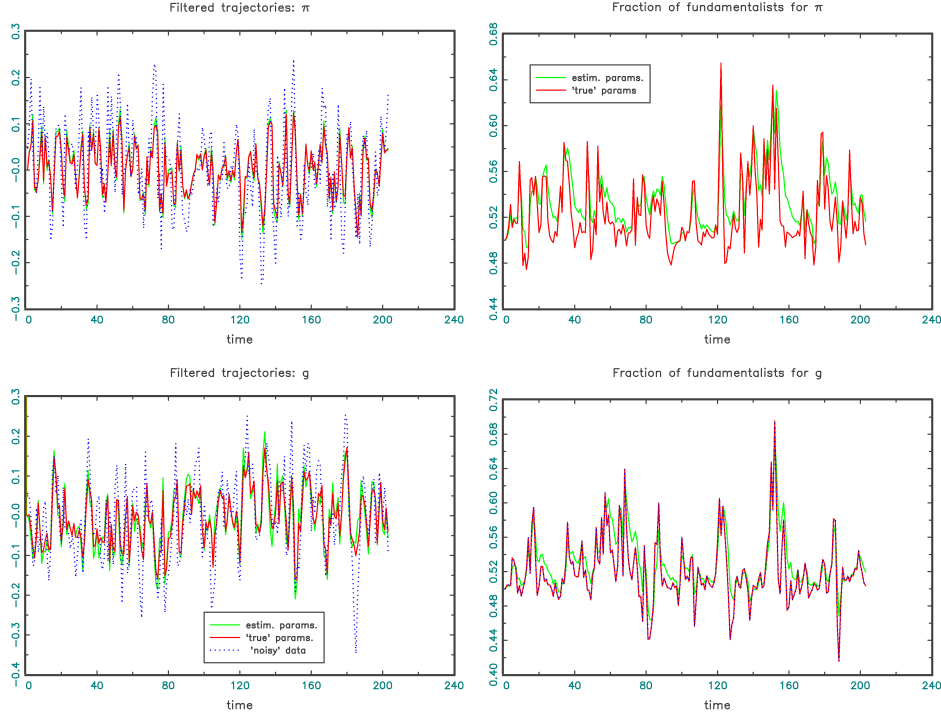 Filtered trajectories: π
0.3
0.2
0.1
−0.0
−0.1
−0.2
−0.3
0 40 80 120 160 200 240
time
Fraction of fundamentalists for π
0.68
0.64
0.60
0.56
0.52
0.48
0.44
estim. params.
'true' params
0 40 80 120 160 200 240
time
Filtered trajectories: g
0.3
0.2
0.1
−0.0
−0.1
−0.2
−0.3
−0.4
estim. params.
'true' params.
'noisy' data
0 40 80 120 160 200 240
time
Fraction of fundamentalists for g
0.72
0.68
0.64
0.60
0.56
0.52
0.48
0.44
0.40
0 40 80 120 160 200 240
time